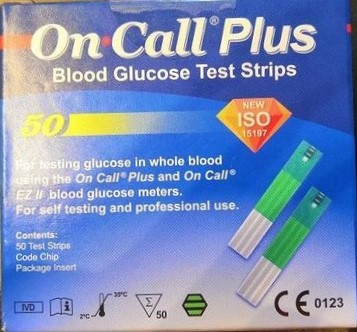 On•Call® Plus
Blood Glucose Test Strips
50
NEW
ISO
15197
For testing glucose in whole blood
using the On Call® Plus and On Call®
EZ II blood glucose meters.
For self testing and professional use.
Contents:
50 Test Strips
Code Chip
Package Insert
IVD
i
2°C
35°C
Σ
50
CE 0123